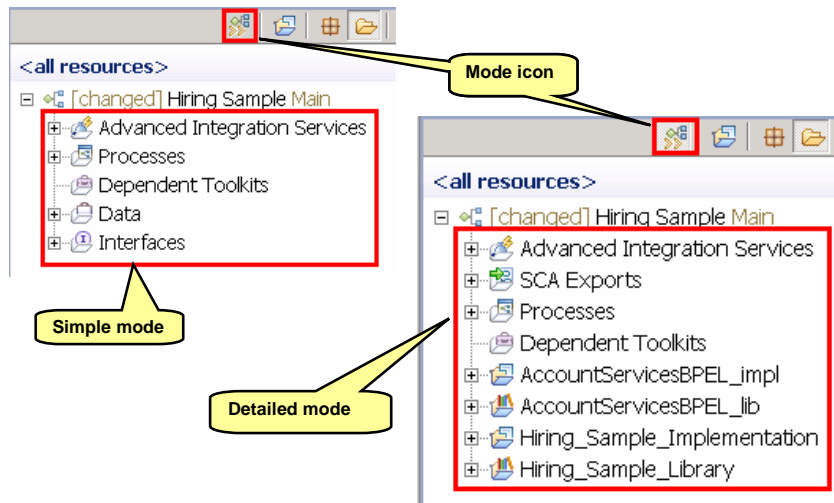 <all resources>
[changed] Hiring Sample Main
Advanced Integration Services
Processes
Dependent Toolkits
Data
Interfaces
Simple mode
Mode icon
<all resources>
[changed] Hiring Sample Main
Advanced Integration Services
SCA Exports
Processes
Dependent Toolkits
AccountServicesBPEL_impl
AccountServicesBPEL_lib
Hiring_Sample_Implementation
Hiring_Sample_Library
Detailed mode